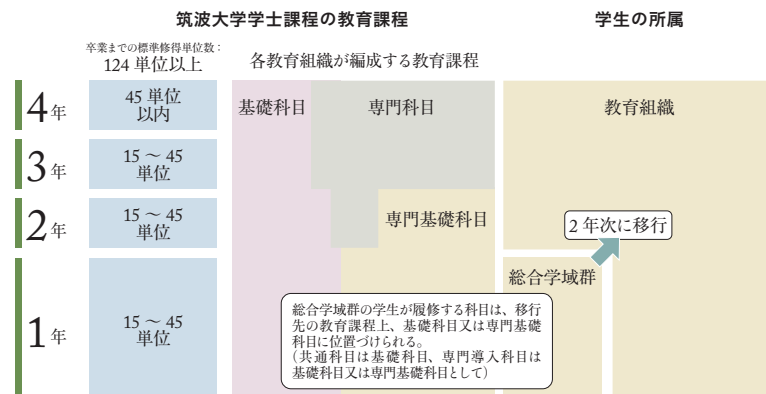 筑波大学学士課程の教育課程
学生の所属
卒業までの標準修得単位数:
124 単位以上
各教育組織が編成する教育課程
4年
45 単位
以内
基礎科目
専門科目
教育組織
3年
15 ～ 45
単位
2年
15 ～ 45
単位
専門基礎科目
2 年次に移行
総合学域群
1年
15 ～ 45
単位
総合学域群の学生が履修する科目は、移行
先の教育課程上、基礎科目又は専門基礎
科目に位置づけられる。
(共通科目は基礎科目、専門導入科目は
基礎科目又は専門基礎科目として)